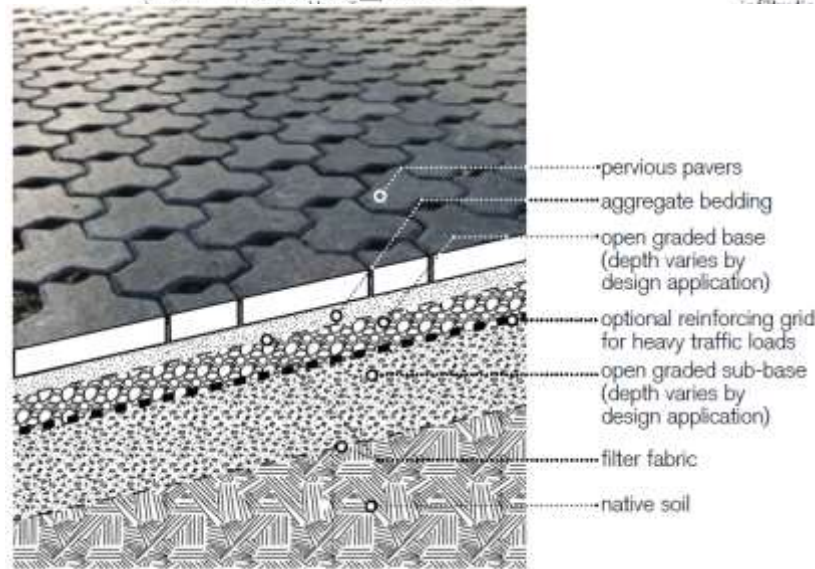 pervious pavers
aggregate bedding
open graded base
(depth varies by
design application)
optional reinforcing grid
for heavy traffic loads
open graded sub-base
(depth varies by
design application)
filter fabric
native soil